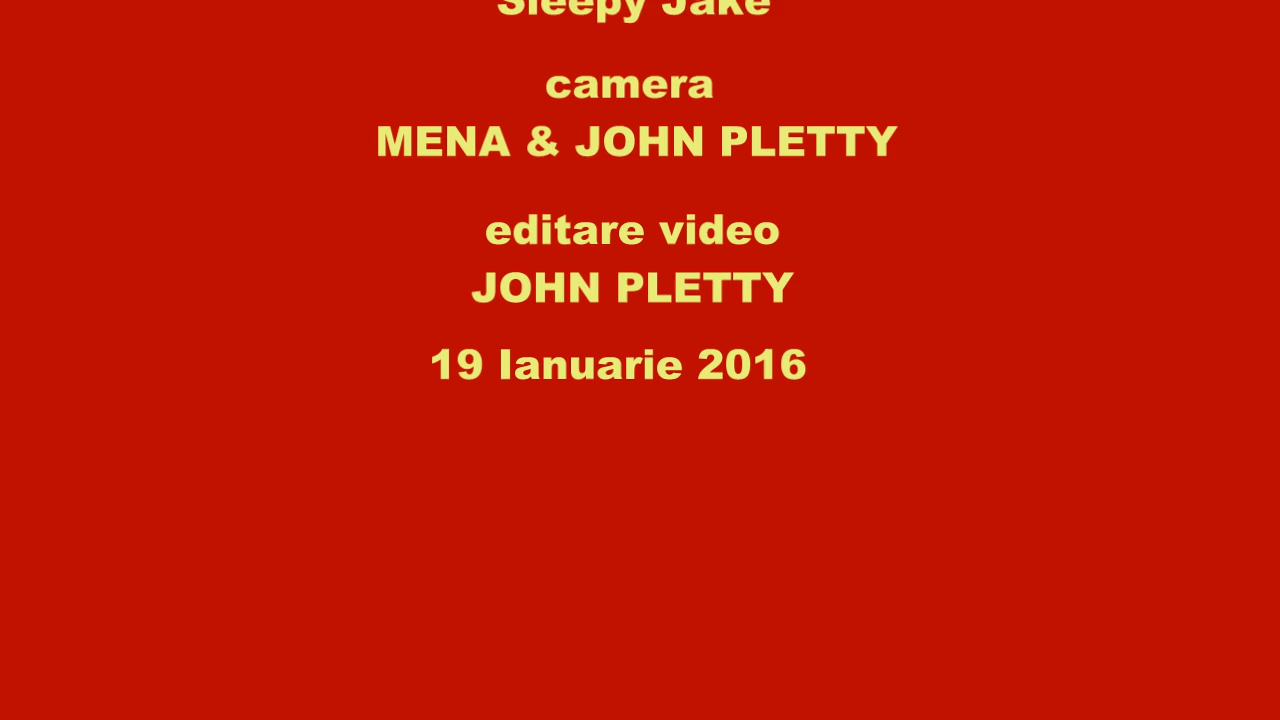 Sleepy Jake
camera
MENA & JOHN PLETTY
editare video
JOHN PLETTY
19 Ianuarie 2016